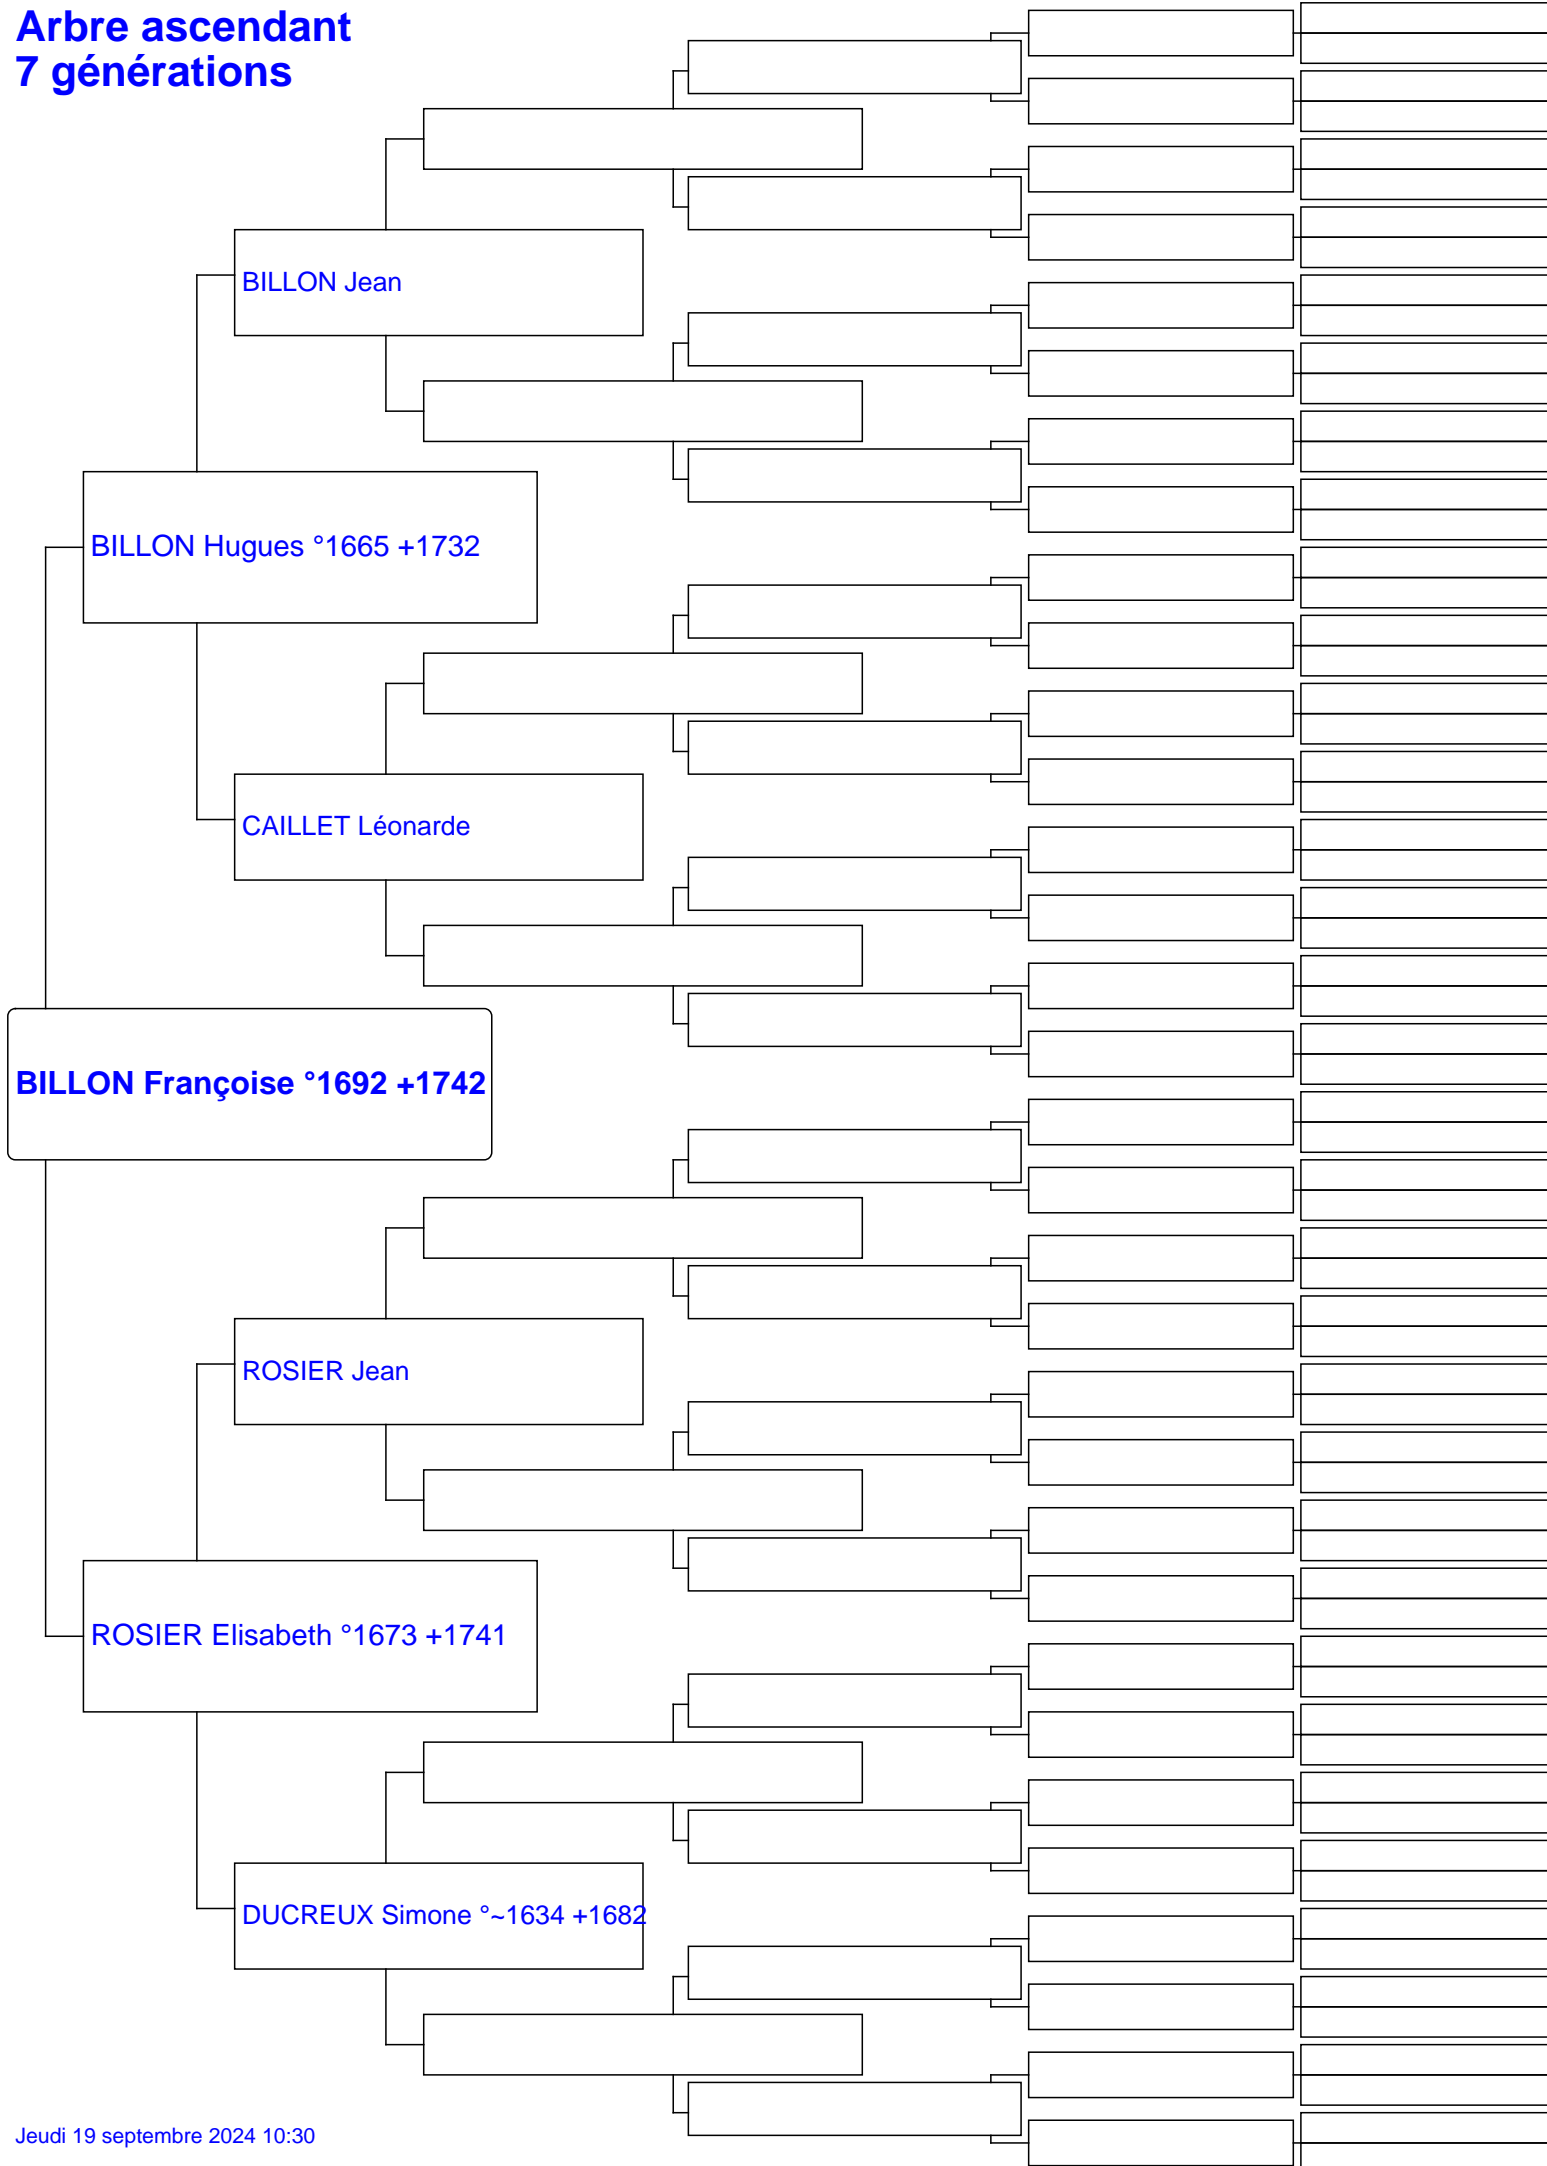 Arbre ascendant
7 générations
BILLON Jean
BILLON Hugues °1665 +1732
CAILLET Léonarde
BILLON Françoise °1692 +1742
ROSIER Jean
ROSIER Elisabeth °1673 +1741
DUCREUX Simone °~1634 +1682
Jeudi 19 septembre 2024 10:30